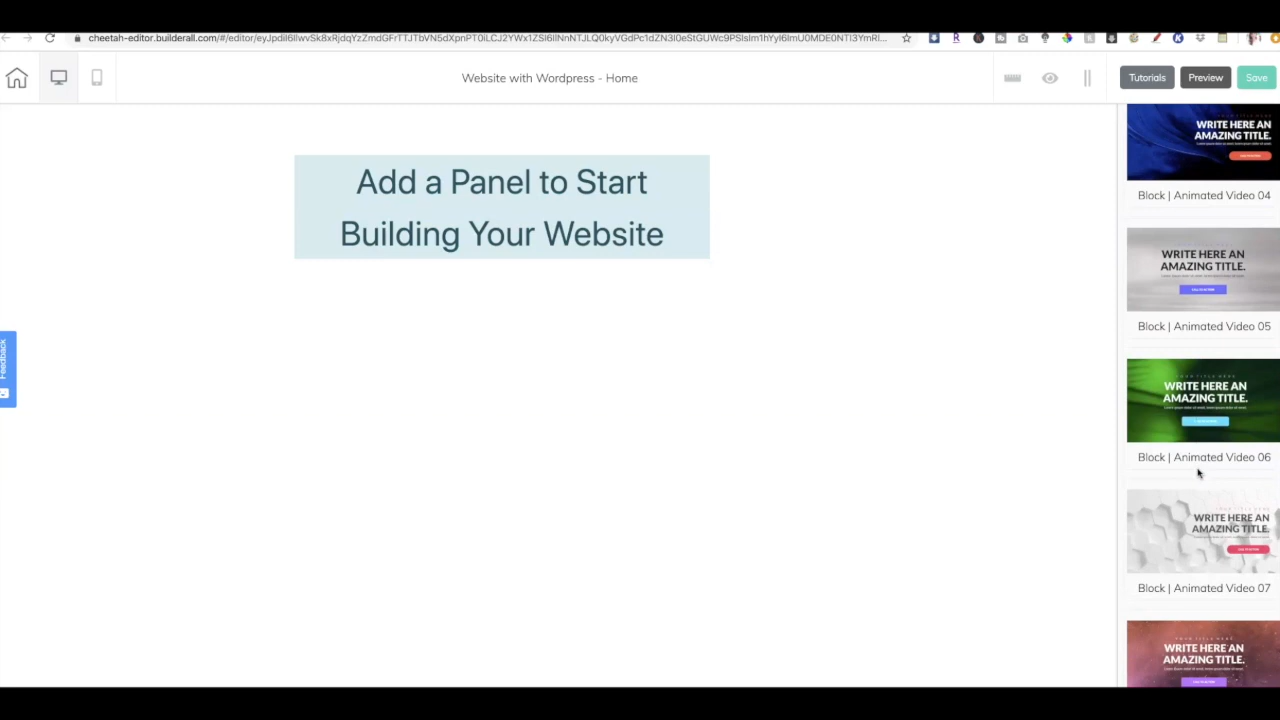 Website with Wordpress - Home
Tutorials
Preview
Save
Add a Panel to Start
Building Your Website
Feedback
WRITE HERE AN
AMAZING TITLE.
Block | Animated Video 04
WRITE HERE AN
AMAZING TITLE.
Block | Animated Video 05
WRITE HERE AN
AMAZING TITLE.
Block | Animated Video 06
WRITE HERE AN
AMAZING TITLE.
Block | Animated Video 07
WRITE HERE AN
AMAZING TITLE.